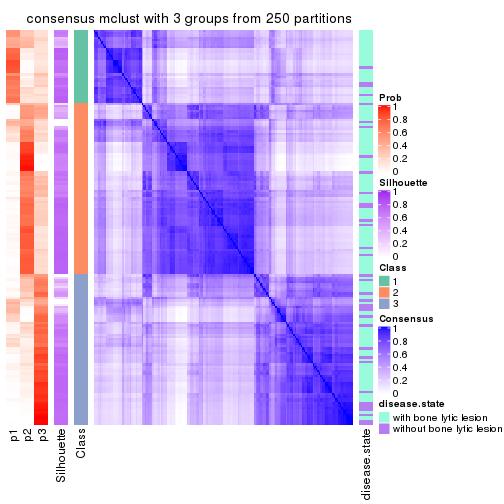 consensus mclust with 3 groups from 250 partitions
Prob
1
0.8
0.6
0.4
0.2
0
Silhouette
1
0.8
0.6
0.4
0.2
0
Class
1
2
3
Consensus
1
0.8
0.6
0.4
0.2
0
disease.state
with bone lytic lesion
without bone lytic lesion
p1
p2
p3
Silhouette
Class
disease.state